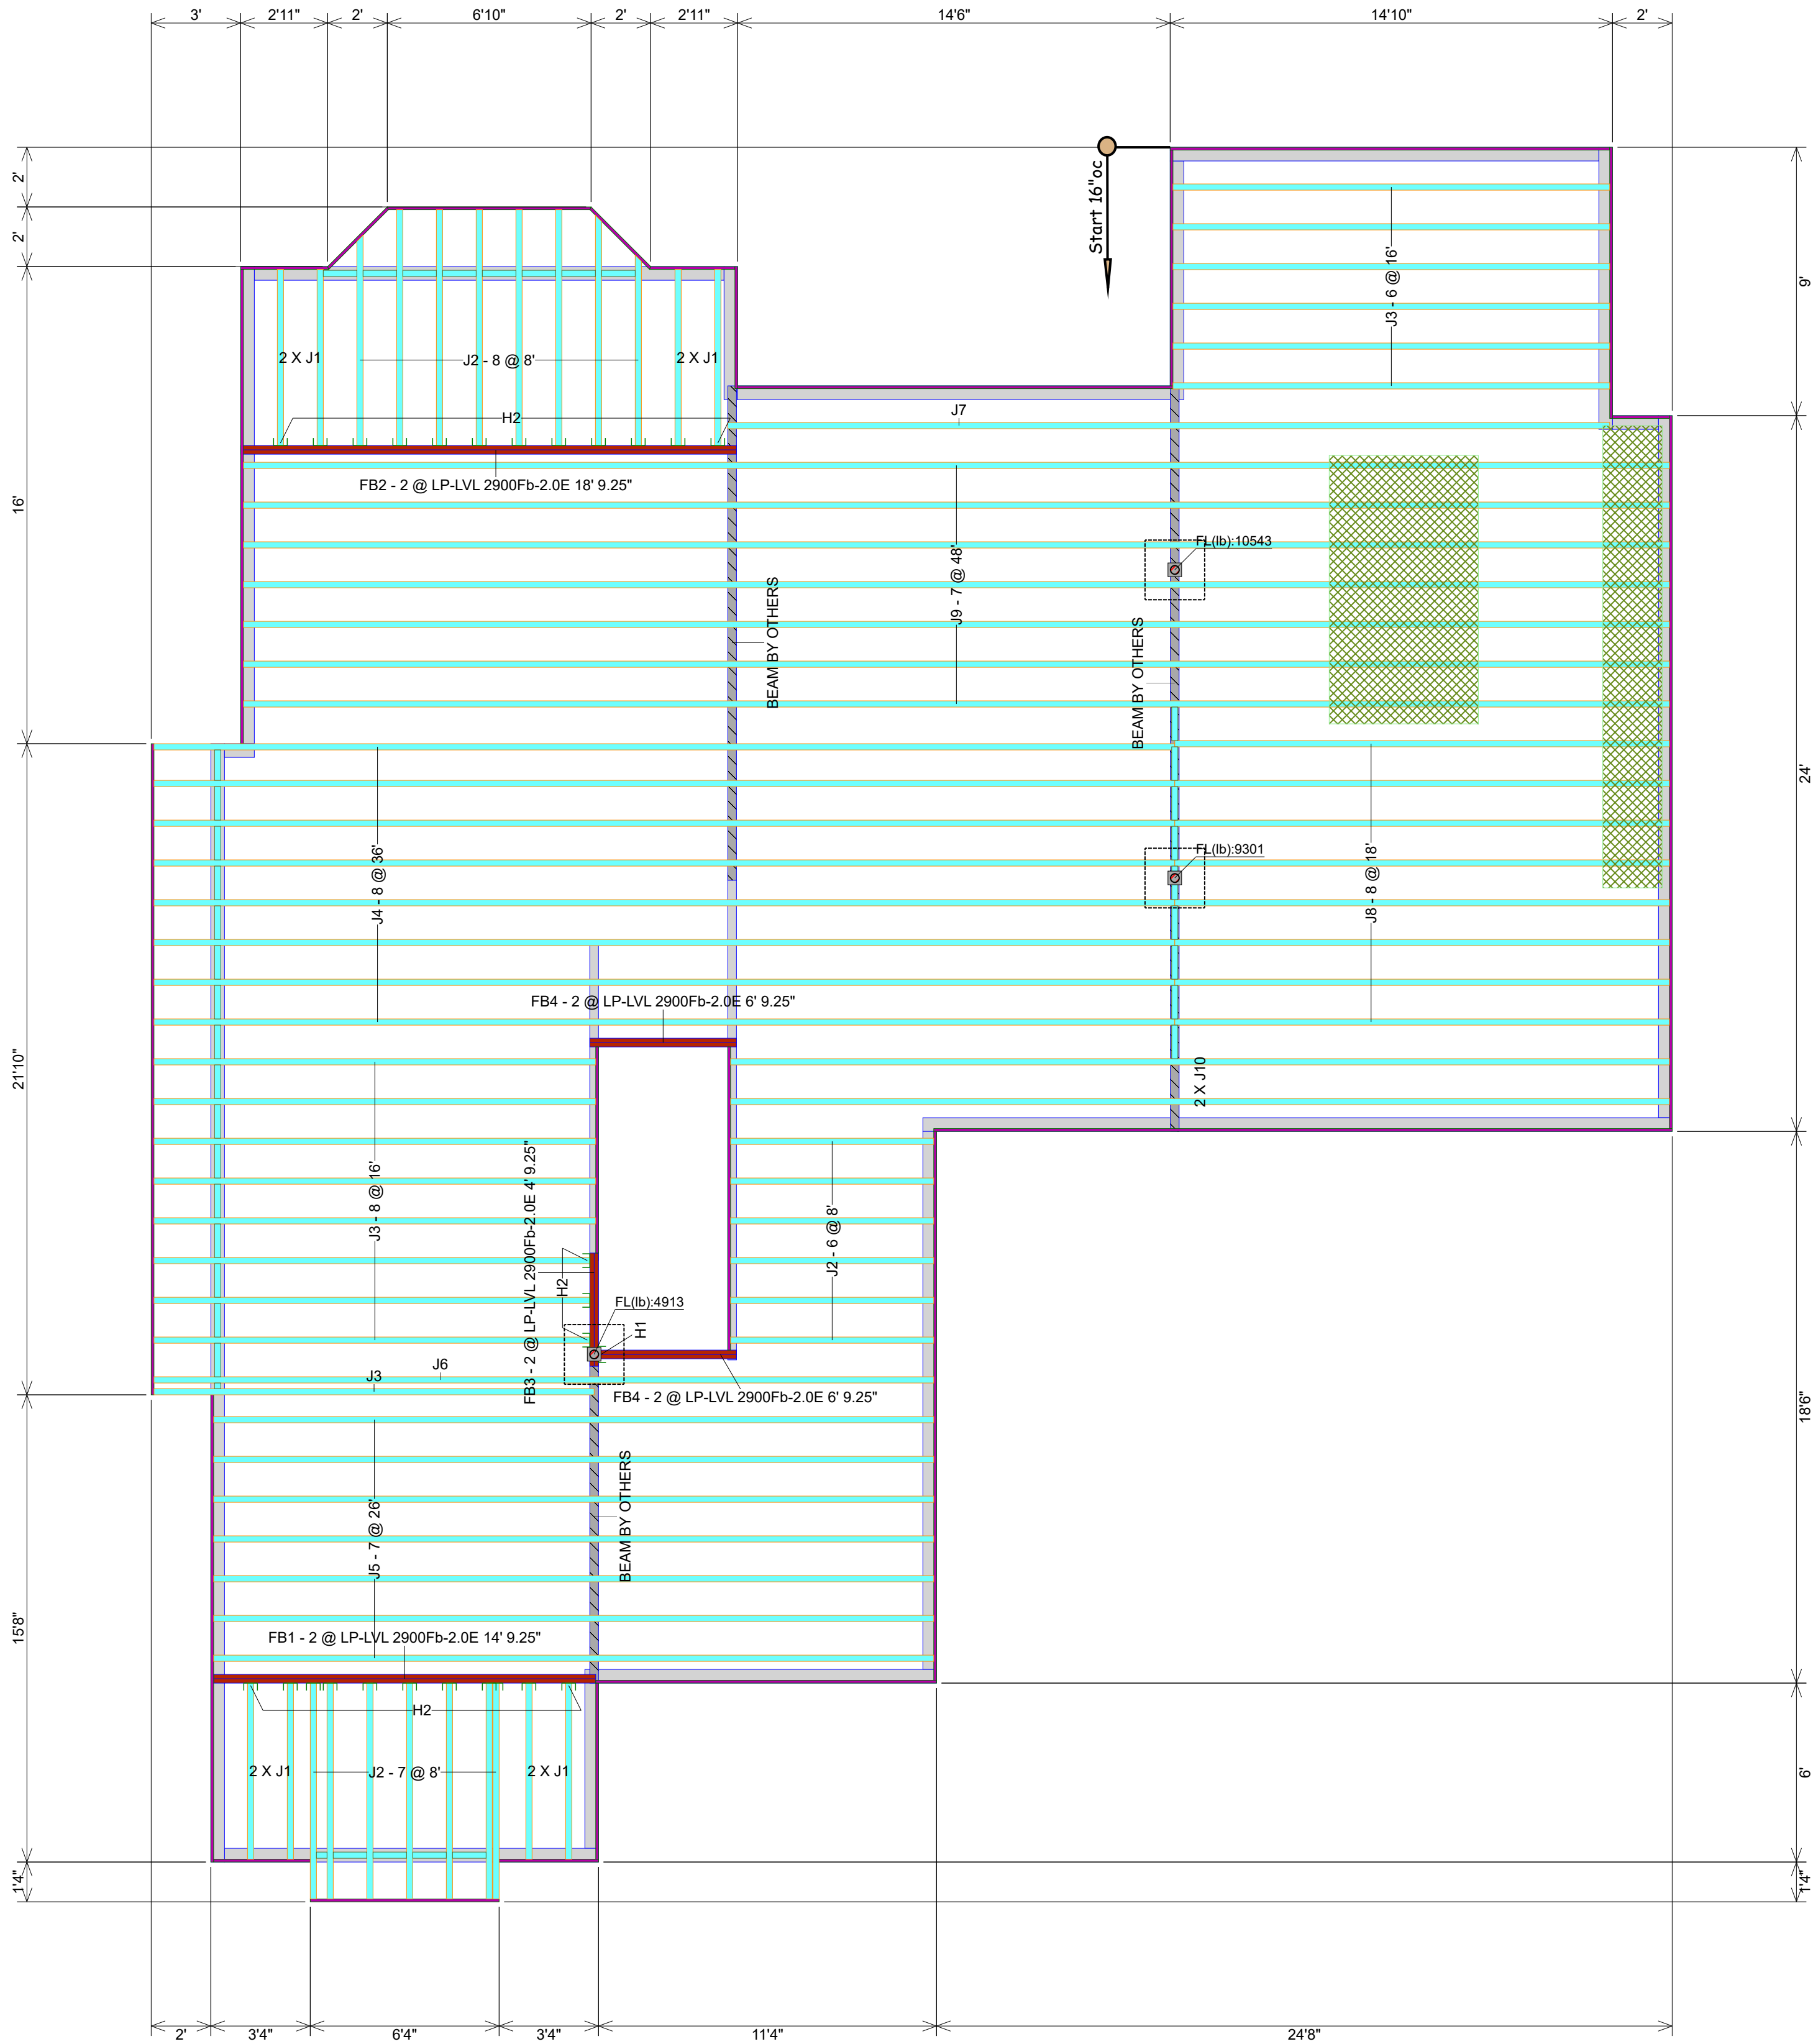 3'
2'11"
2'
6'10"
2'
2'11"
14'6"
14'10"
2'
2'
2'
16'
21'10"
15'8"
1'4"
9'
24'
18'6"
6'
1'4"
Start 16"oc
J3 - 6 @ 16'
2 X J1
J2 - 8 @ 8'
2 X J1
H2
J7
FB2 - 2 @ LP-LVL 2900Fb-2.0E 18' 9.25"
FL(lb):10543
J9 - 7 @ 48'
BEAM BY OTHERS
BEAM BY OTHERS
FL(lb):9301
J4 - 8 @ 36'
J8 - 8 @ 18'
FB4 - 2 @ LP-LVL 2900Fb-2.0E 6' 9.25"
2 X J10
J3 - 8 @ 16'
FB3 - 2 @ LP-LVL 2900Fb-2.0E 4' 9.25"
J2 - 6 @ 8'
H2
FL(lb):4913
H1
J6
J3
FB4 - 2 @ LP-LVL 2900Fb-2.0E 6' 9.25"
J5 - 7 @ 26'
BEAM BY OTHERS
FB1 - 2 @ LP-LVL 2900Fb-2.0E 14' 9.25"
H2
2 X J1
J2 - 7 @ 8'
2 X J1
2'
3'4"
6'4"
3'4"
11'4"
24'8"